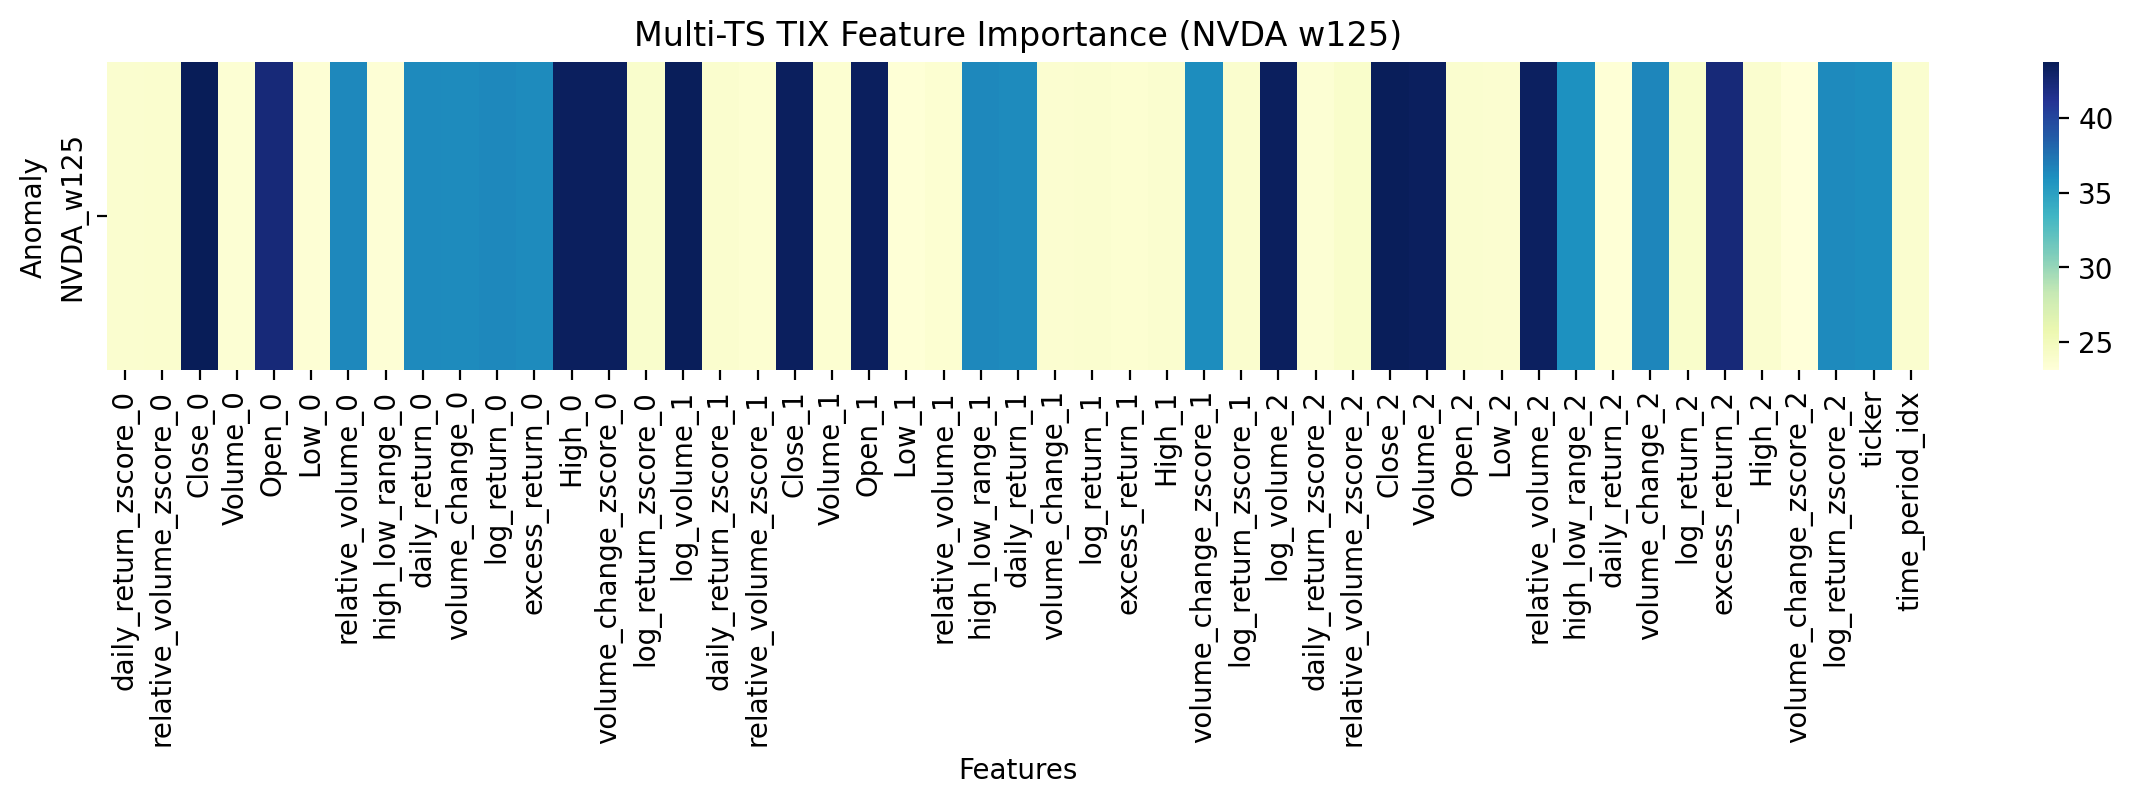 Multi-TS TIX Feature Importance (NVDA w125)
Anomaly
NVDA_w125
40
35
30
25
daily_return_zscore_0
relative_volume_zscore_0
Close_0
Volume_0
Open_0
Low_0
relative_volume_0
high_low_range_0
daily_return_0
volume_change_0
log_return_0
excess_return_0
High_0
volume_change_zscore_0
log_return_zscore_0
log_volume_1
daily_return_zscore_1
relative_volume_zscore_1
Close_1
Volume_1
Open_1
Low_1
relative_volume_1
high_low_range_1
daily_return_1
volume_change_1
log_return_1
excess_return_1
High_1
volume_change_zscore_1
log_return_zscore_1
log_volume_2
daily_return_zscore_2
relative_volume_zscore_2
Close_2
Volume_2
Open_2
Low_2
relative_volume_2
high_low_range_2
daily_return_2
volume_change_2
log_return_2
excess_return_2
High_2
volume_change_zscore_2
log_return_zscore_2
ticker
time_period_idx
Features